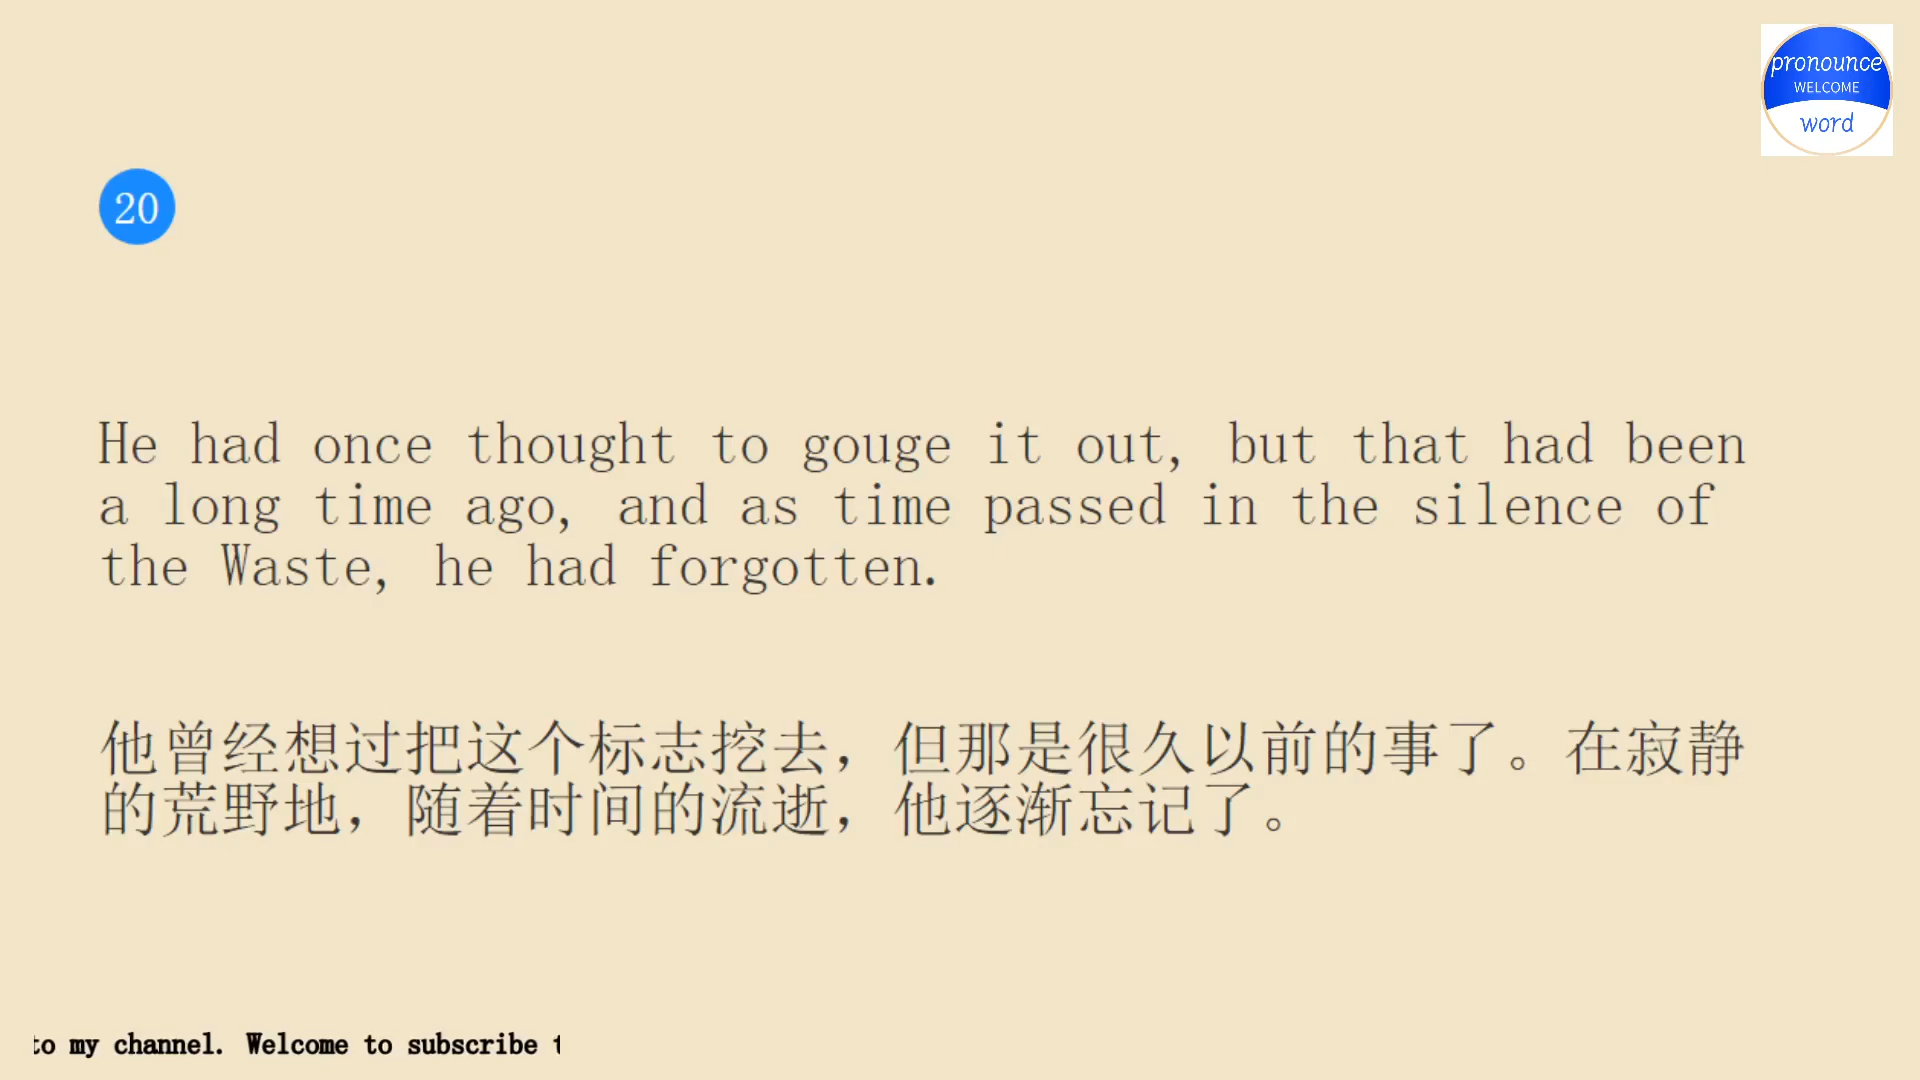 pronounce
WELCOME
word
20
He had once thought to gouge it out, but that had been
a long time ago, and as time passed in the silence of
the Waste, he had forgotten.
他曾经想过把这个标志挖去，但那是很久以前的事了。在寂静
的荒野地，随着时间的流逝，他逐渐忘记了。
to my channel. Welcome to subscribe t